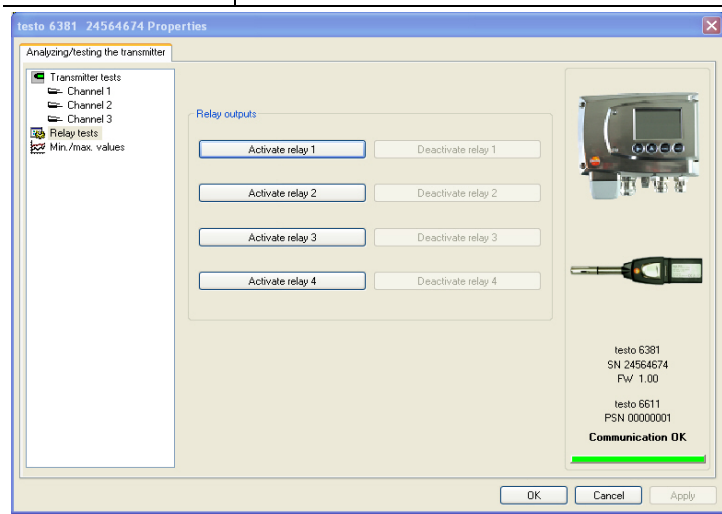 testo 6381 24564674 Properties
Analyzing/testing the transmitter
Transmitter tests
Channel 1
Channel 2
Channel 3
Relay tests
Min./max. values
Relay outputs
Activate relay 1 Deactivate relay 1
Activate relay 2 Deactivate relay 2
Activate relay 3 Deactivate relay 3
Activate relay 4 Deactivate relay 4
testo 6381
SN 24564674
FW 1.00
testo 6611
PSN 00000001
Communication OK
OK Cancel Apply